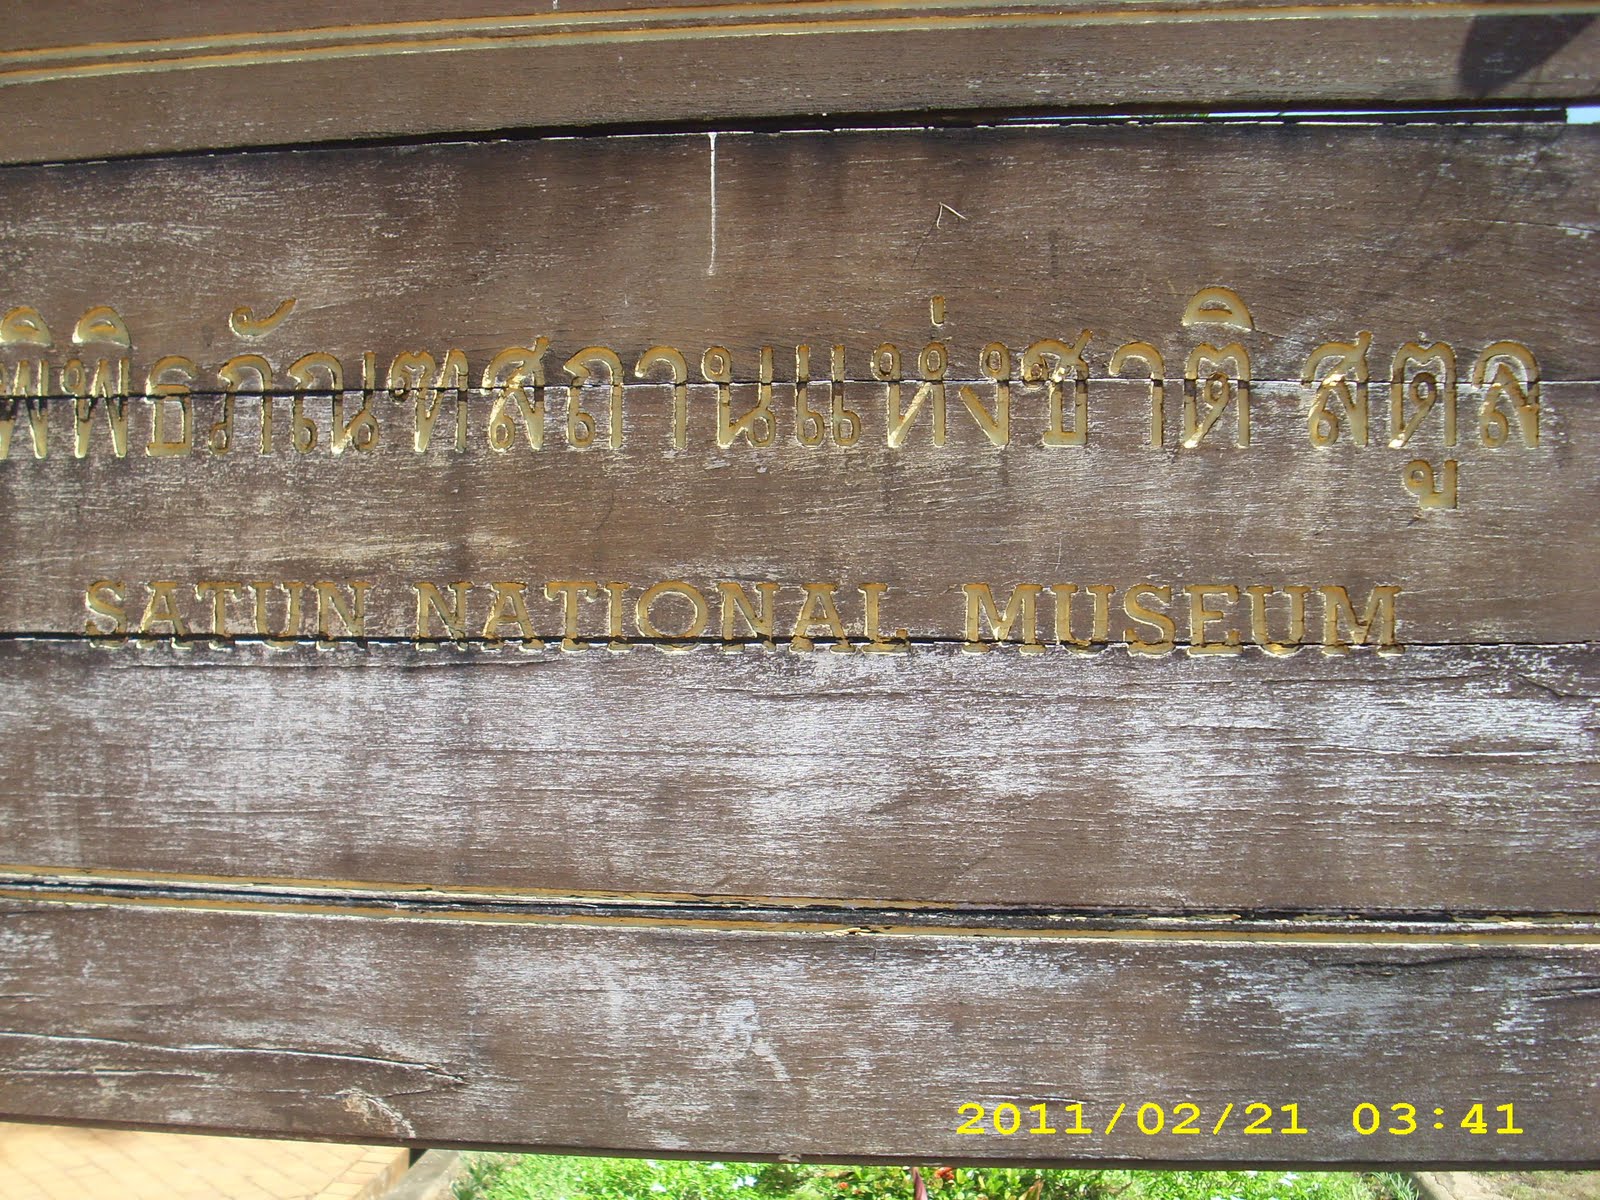 พิพิธภัณฑสถานแห่งชาติ สตูล
SATUN NATIONAL MUSEUM
2011/02/21 03:41